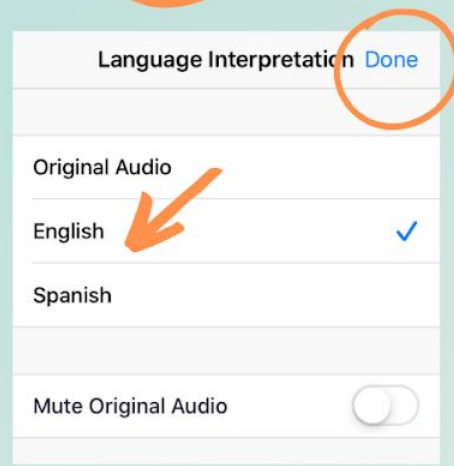 Language Interpretation Done
Original Audio
English
Spanish
Mute Original Audio